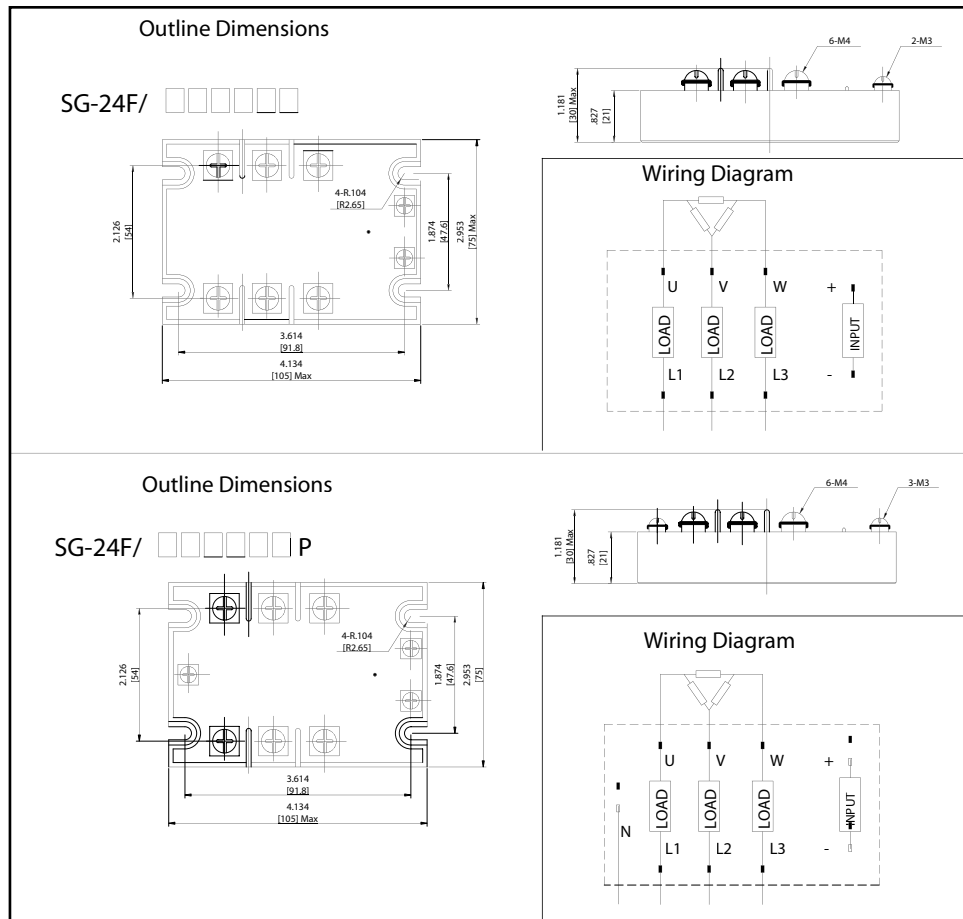 Outline Dimensions
SG-24F/
6-M4
2-M3
1.181
[30] Max
.827
[21]
4-R.104
[R2.65]
2.126
[54]
1.874
[47.6]
2.953
[75] Max
3.614
[91.8]
4.134
[105] Max
Wiring Diagram
U V W +
LOAD LOAD LOAD INPUT
L1 L2 L3 -
Outline Dimensions
SG-24F/ P
6-M4
3-M3
1.181
[30] Max
.827
[21]
4-R.104
[R2.65]
2.126
[54]
1.874
[47.6]
2.953
[75]
3.614
[91.8]
4.134
[105] Max
Wiring Diagram
U V W +
LOAD LOAD LOAD INPUT
N
L1 L2 L3 -